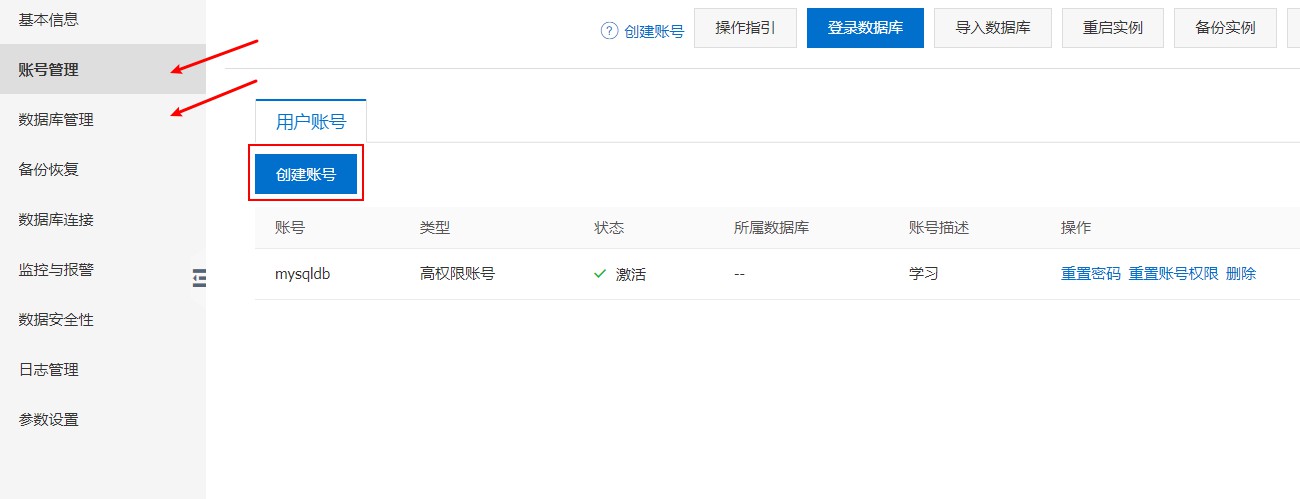 基本信息
账号管理
数据库管理
备份恢复
数据库连接
监控与报警
数据安全性
日志管理
参数设置
? 创建账号 操作指引 登录数据库 导入数据库 重启实例 备份实例
用户账号
创建账号
账号 类型 状态 所属数据库 账号描述 操作
mysqldb 高权限账号 激活 -- 学习 重置密码 重置账号权限 删除